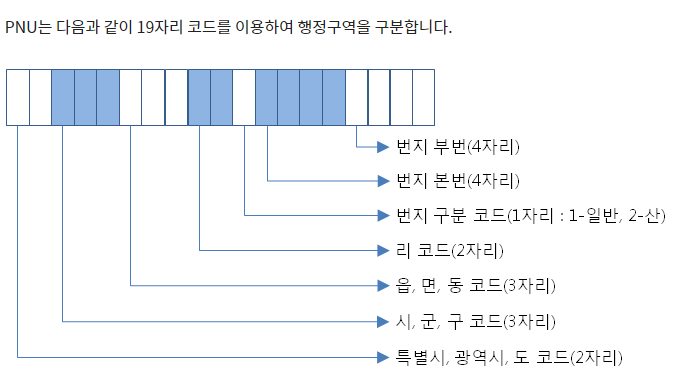 PNU는 다음과 같이 19자리 코드를 이용하여 행정구역을 구분합니다.
번지 부번(4자리)
번지 본번(4자리)
번지 구분 코드(1자리 : 1-일반, 2-산)
리 코드(2자리)
읍, 면, 동 코드(3자리)
시, 군, 구 코드(3자리)
특별시, 광역시, 도 코드(2자리)